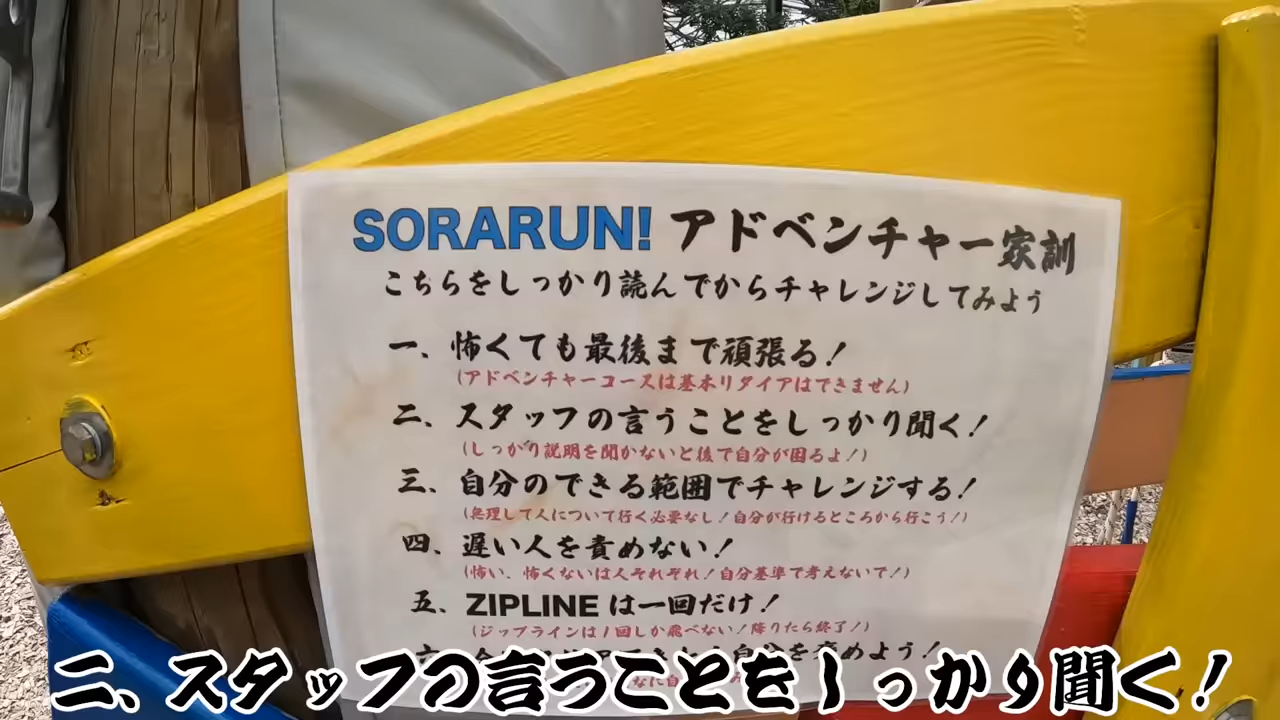 SORARUN! アドベンチャー家訓
こちらをしっかり読んでからチャレンジしてみよう
一、怖くても最後まで頑張る!
(アドベンチャーコースは基本リタイアはできません)
二、スタッフの言うことをしっかり聞く!
(しっかり説明を聞かないと後で自分が困るよ!)
三、自分のできる範囲でチャレンジする!
(無理して人について行く必要なし!自分が行けるところから行こう!)
四、遅い人を責めない!
(怖い、怖くないは人それぞれ!自分基準で考えないで!)
五、ZIPLINEは一回だけ!
(ジップラインは1回しか飛べない!降りたら終了!)
自分を褒めよう!
二、スタッフの言うことをしっかり聞く!